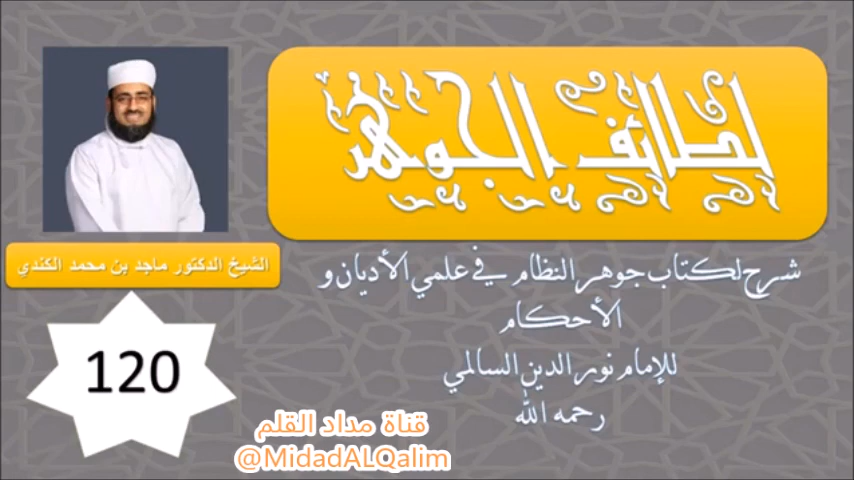 لطائف الجوهر
الشيخ الدكتور ماجد بن محمد الكندي
شرح لكتاب جوهر النظام في علمي الأديان و
الأحكام
للإمام نور الدين السالمي
رحمه الله
120
قناة مداد القلم
@MidadALQalim